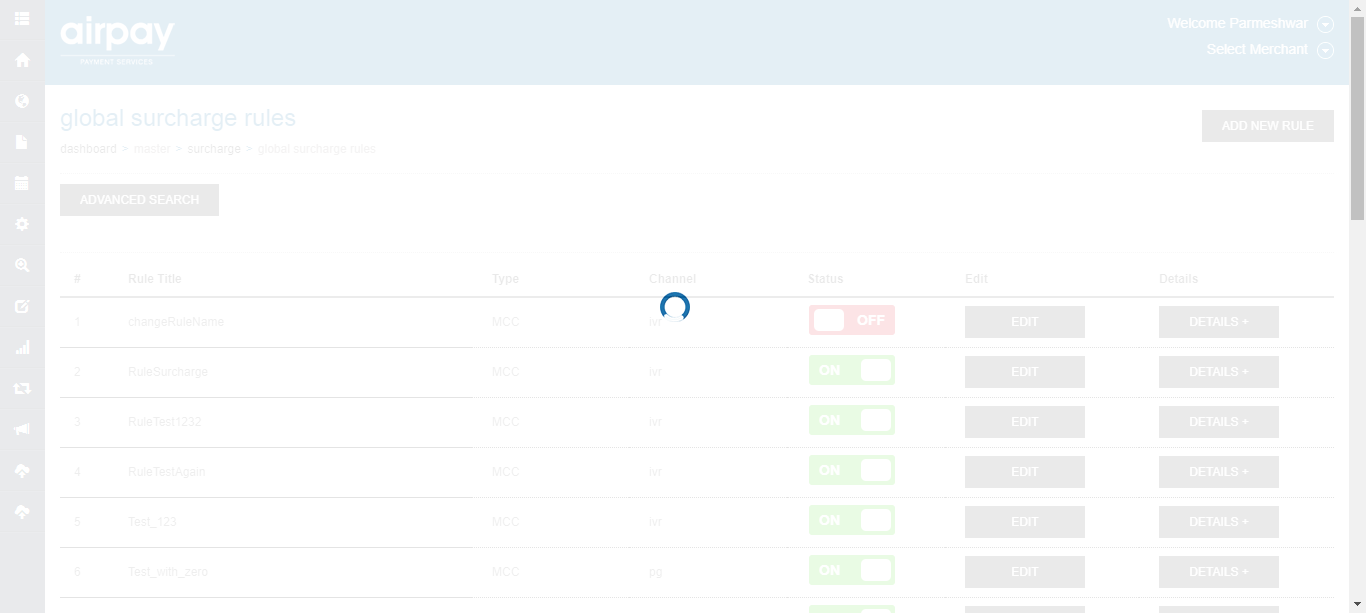 airpay
PAYMENT SERVICES
Welcome Parmeshwar
Select Merchant
global surcharge rules
ADD NEW RULE
dashboard > master > surcharge > global surcharge rules
ADVANCED SEARCH
# Rule Title Type Channel Status Edit Details
1 changeRuleName MCC ivr OFF EDIT DETAILS +
2 RuleSurcharge MCC ivr ON EDIT DETAILS +
3 RuleTest1232 MCC ivr ON EDIT DETAILS +
4 RuleTestAgain MCC ivr ON EDIT DETAILS +
5 Test_123 MCC ivr ON EDIT DETAILS +
6 Test_with_zero MCC pg ON EDIT DETAILS +